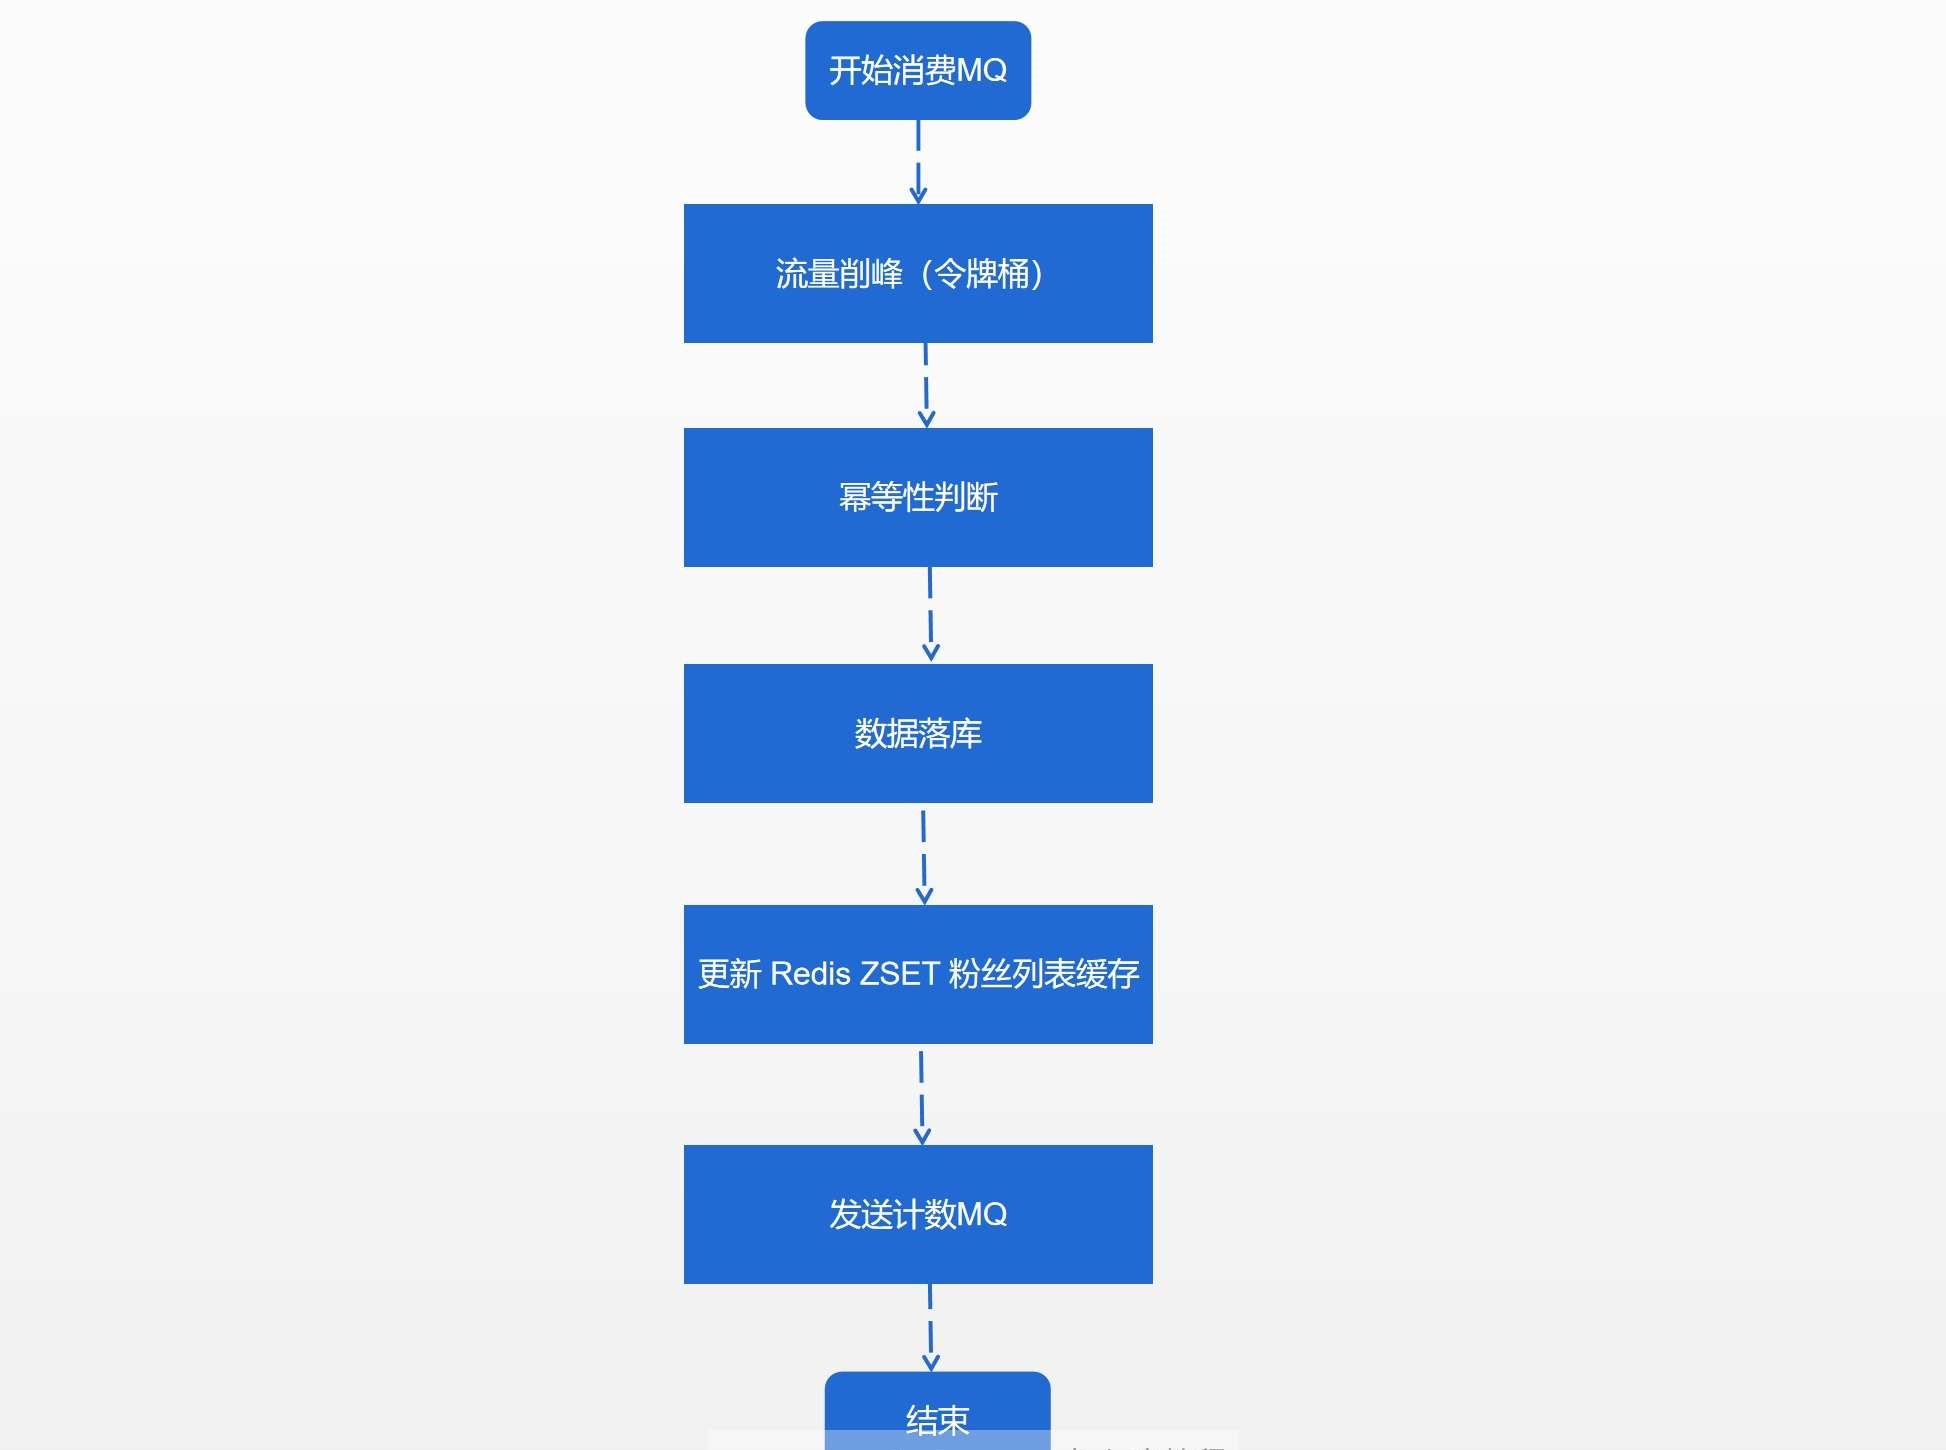 开始消费MQ
流量削峰（令牌桶）
幂等性判断
数据落库
更新 Redis ZSET 粉丝列表缓存
发送计数MQ
结束